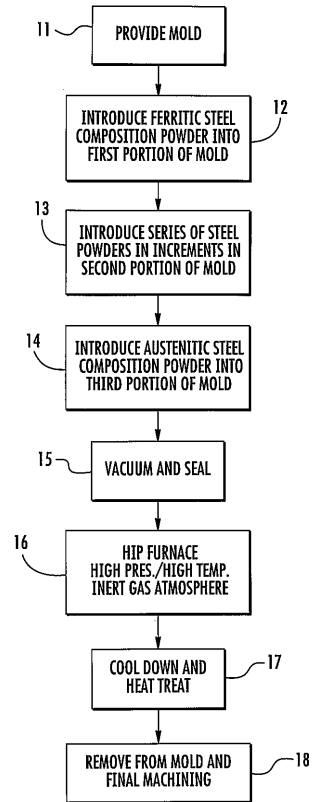 11
PROVIDE MOLD
12
INTRODUCE FERRITIC STEEL
COMPOSITION POWDER INTO
FIRST PORTION OF MOLD
13
INTRODUCE SERIES OF STEEL
POWDERS IN INCREMENTS IN
SECOND PORTION OF MOLD
14
INTRODUCE AUSTENITIC STEEL
COMPOSITION POWDER INTO
THIRD PORTION OF MOLD
15
VACUUM AND SEAL
16
HIP FURNACE
HIGH PRES./HIGH TEMP.
INERT GAS ATMOSPHERE
17
COOL DOWN AND
HEAT TREAT
REMOVE FROM MOLD AND
FINAL MACHINING
18